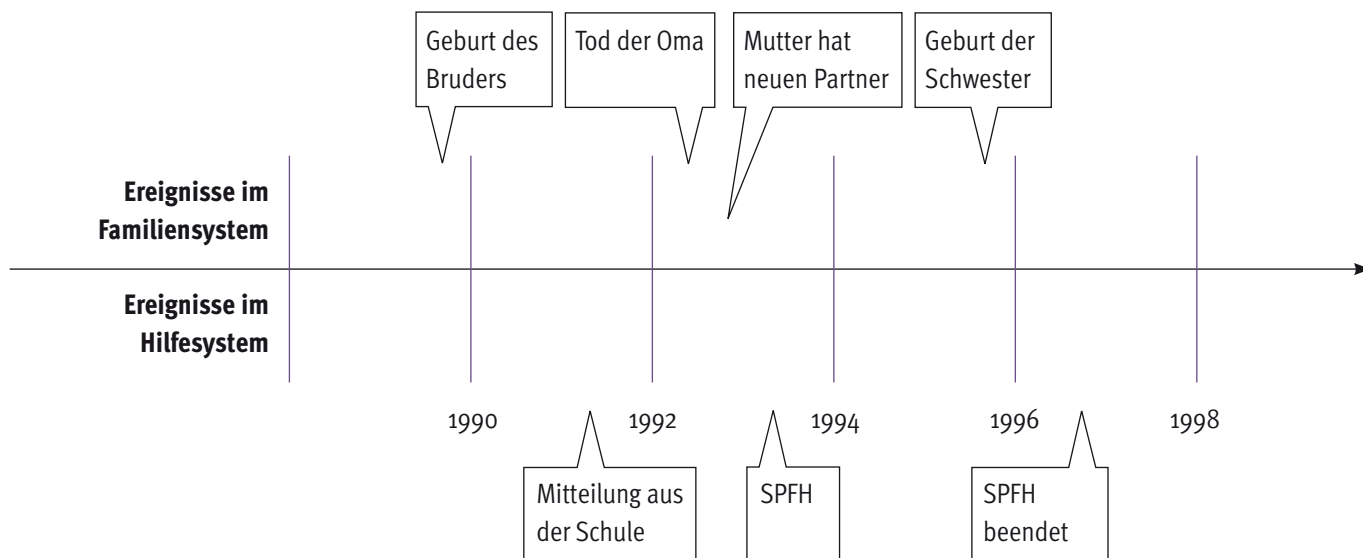 Geburt des
Bruders
Tod der Oma
Mutter hat
neuen Partner
Geburt der
Schwester
Ereignisse im
Familiensystem
Ereignisse im
Hilfesystem
1990
1992
1994
1996
1998
Mitteilung aus
der Schule
SPFH
SPFH
beendet